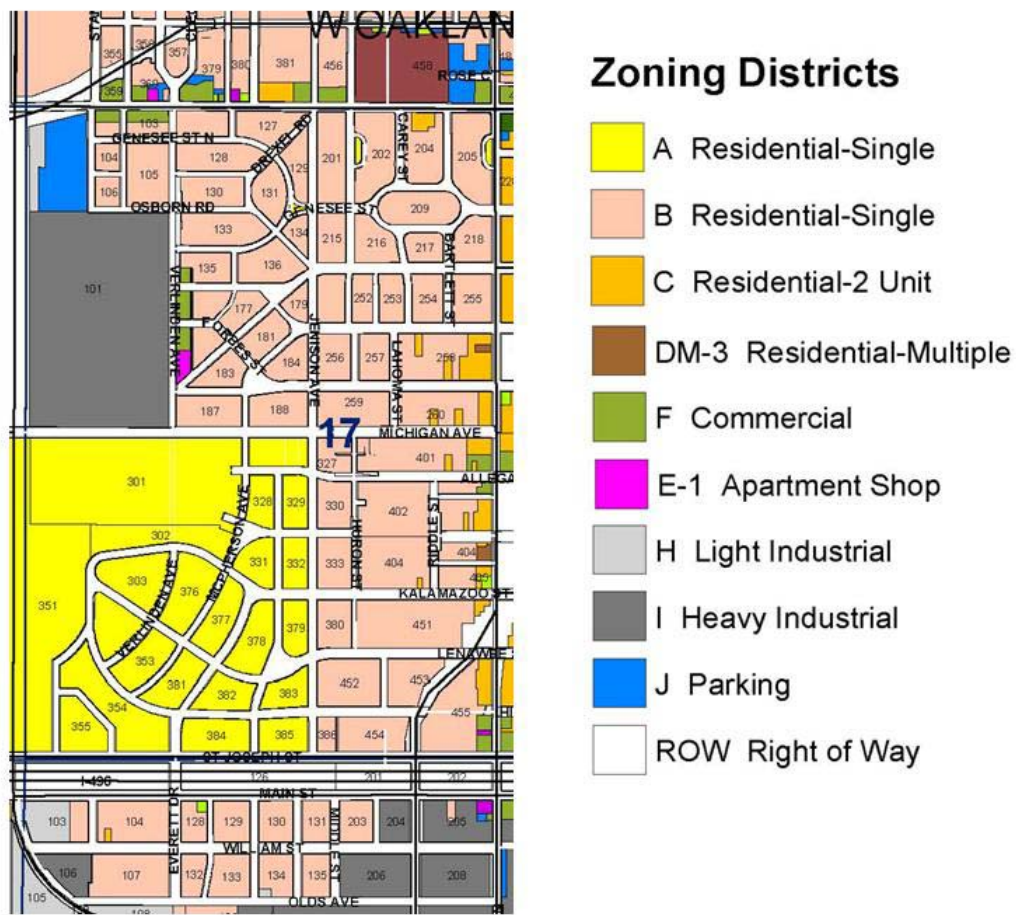 W OAKLAN
STAN
355
356
357
379
380
381
456
458
ROSE CT
359
360
103
GENESEE ST N
127
DREXEL RD
104
105
128
129
201
202
CAREY ST
204
205
106
130
131
OSBORN RD
GENESEE ST
209
133
134
215
216
217
218
BARTLETT ST
101
135
136
VERLINDEN AVE
177
179
252
253
254
255
FORBES ST
181
JENISON AVE
183
184
256
257
LAHOMA ST
258
187
188
259
260
17
MICHIGAN AVE
327
401
ALLEGA
301
328
329
330
402
MCPHERSON AVE
HURON ST
RIDDLE ST
302
303
376
331
332
333
404
404
405
VERLINDEN AVE
351
377
378
379
380
KALAMAZOO ST
451
353
381
382
383
452
453
LENAWEE S
354
355
384
385
386
454
455
ST JOSEPH ST
I-496
126
201
202
MAIN ST
103
104
EVERETT DR
128
129
130
131
MIDDLE ST
203
204
205
WILLIAM ST
106
107
132
133
134
135
206
208
105
108
OLDS AVE
Zoning Districts
A Residential-Single
B Residential-Single
C Residential-2 Unit
DM-3 Residential-Multiple
F Commercial
E-1 Apartment Shop
H Light Industrial
I Heavy Industrial
J Parking
ROW Right of Way